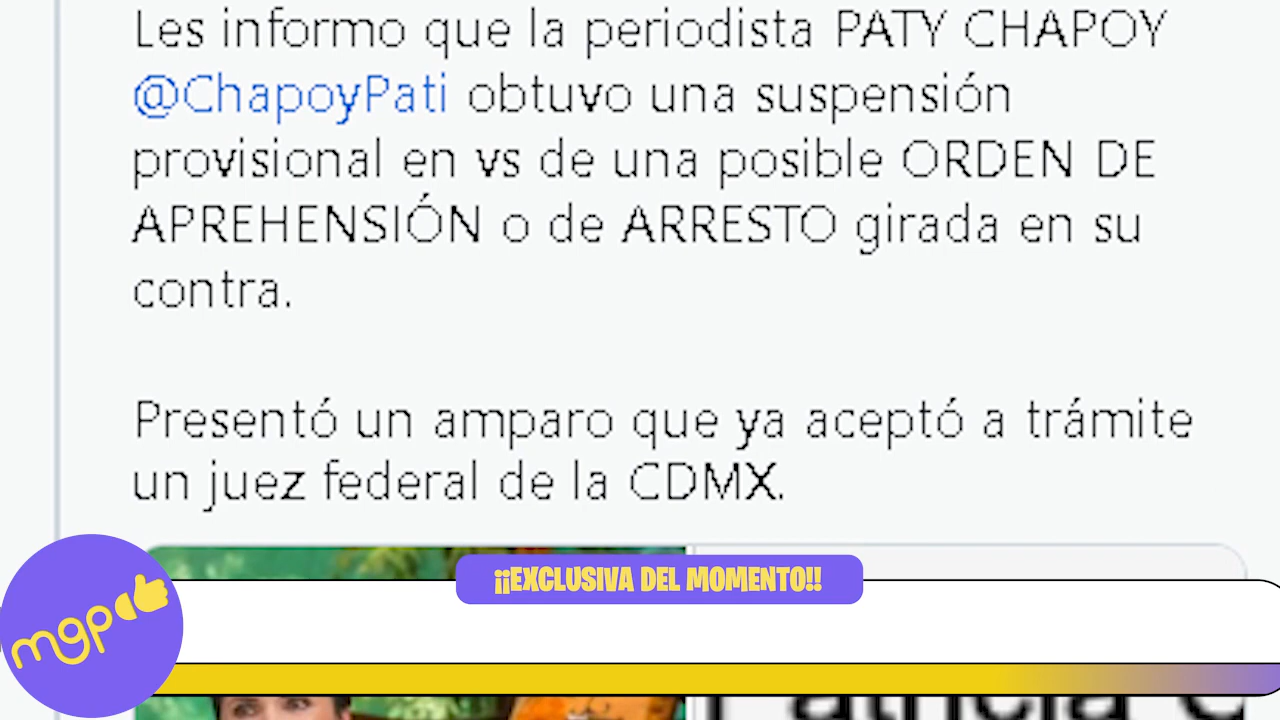 Les informo que la periodista PATY CHAPOY
@ChapoyPati obtuvo una suspensión
provisional en vs de una posible ORDEN DE
APREHENSIÓN o de ARRESTO girada en su
contra.
Presentó un amparo que ya aceptó a trámite
un juez federal de la CDMX.
¡¡EXCLUSIVA DEL MOMENTO!!
mgp